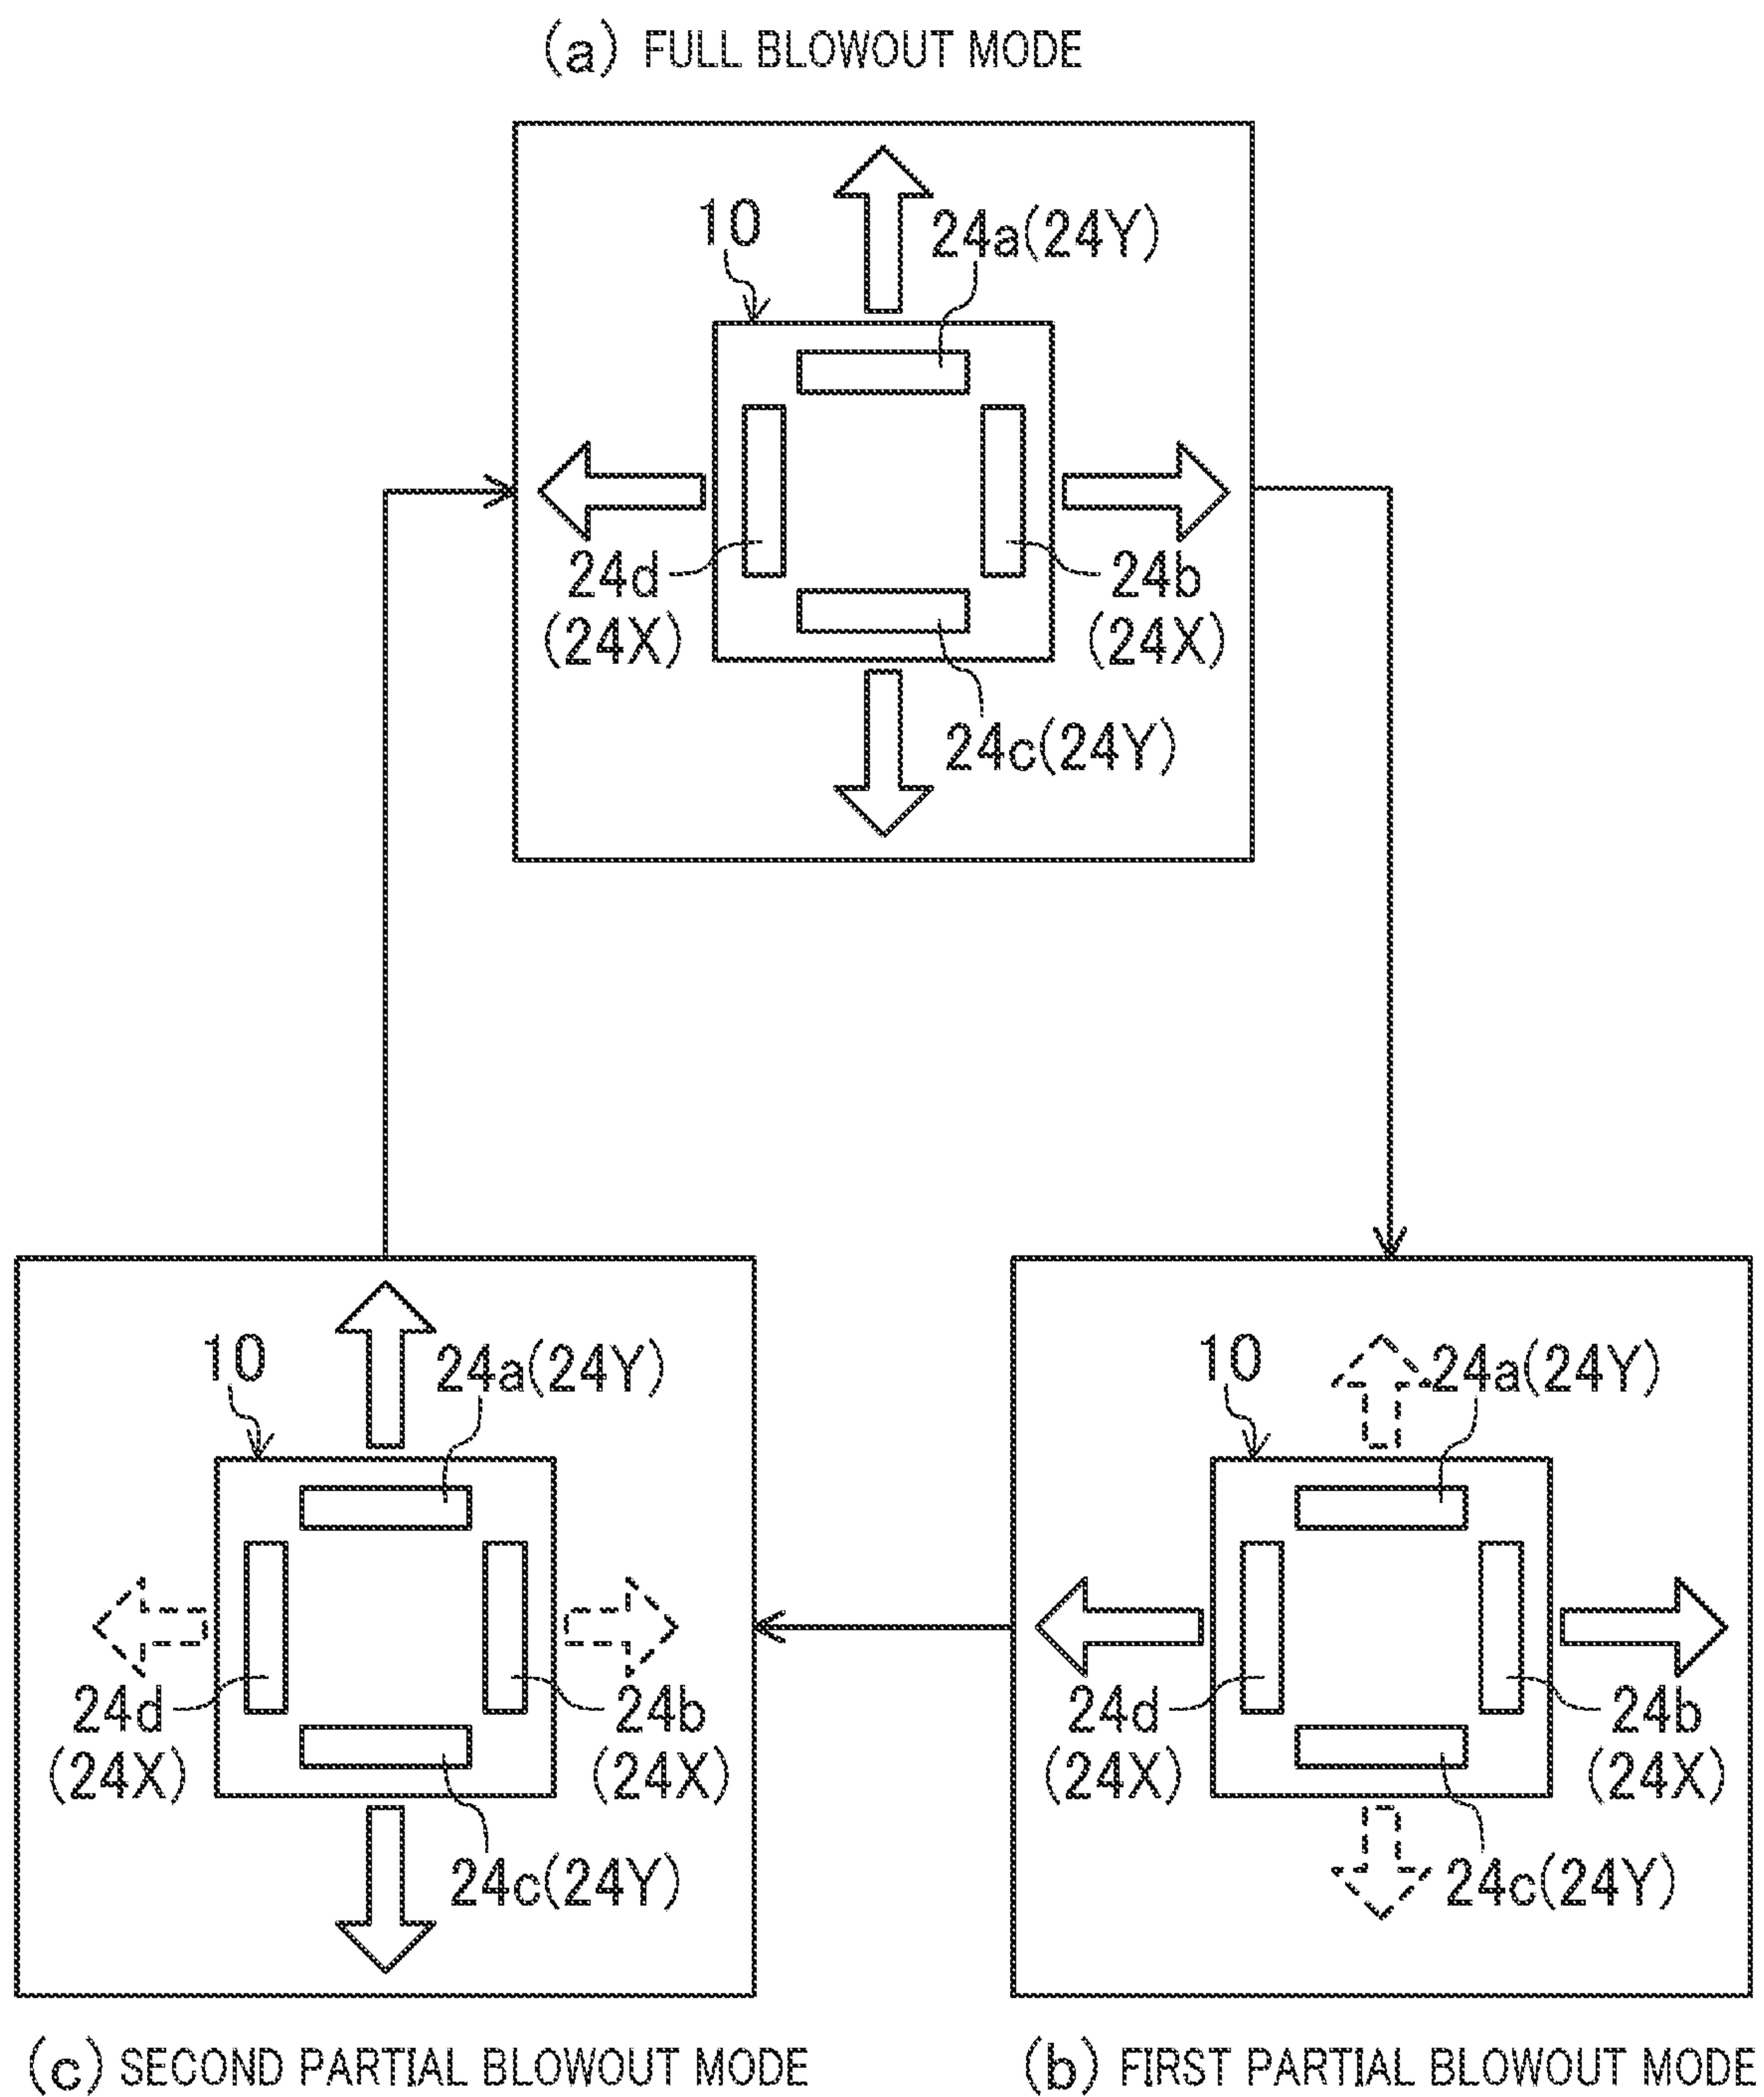 (a) FULL BLOWOUT MODE
10
24a(24Y)
24d
(24X)
24b
(24X)
24c(24Y)
10
24a(24Y)
24d
(24X)
24b
(24X)
24c(24Y)
(c) SECOND PARTIAL BLOWOUT MODE
10
24a(24Y)
24d
(24X)
24b
(24X)
24c(24Y)
(b) FIRST PARTIAL BLOWOUT MODE